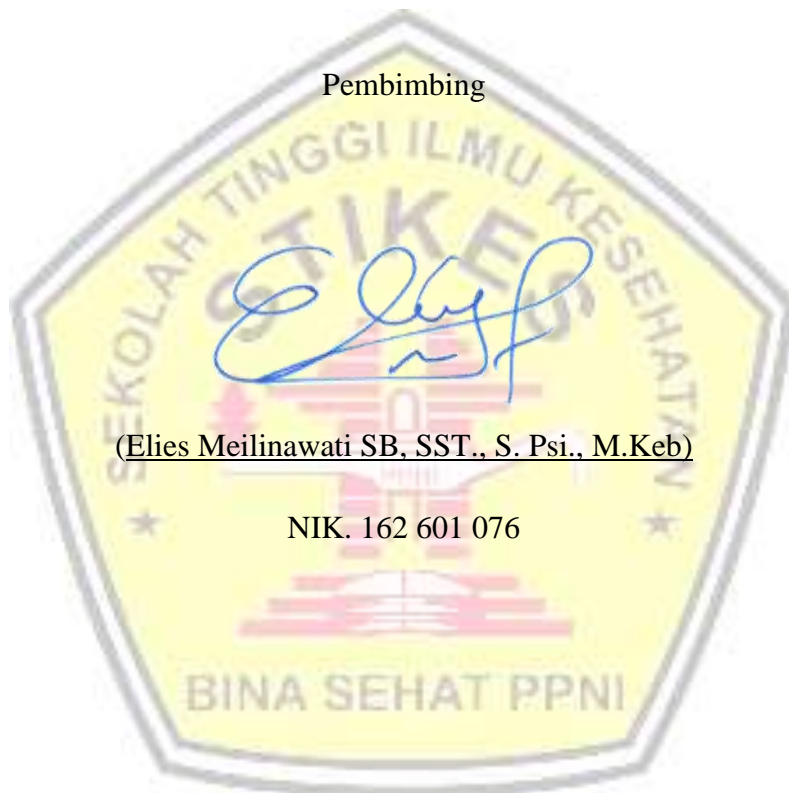 Pembimbing
SEKOLAH TINGGI ILMU KESEHATAN
STIKES
(Elies Meilinawati SB, SST., S. Psi., M.Keb)
NIK. 162 601 076
BINA SEHAT PPNI